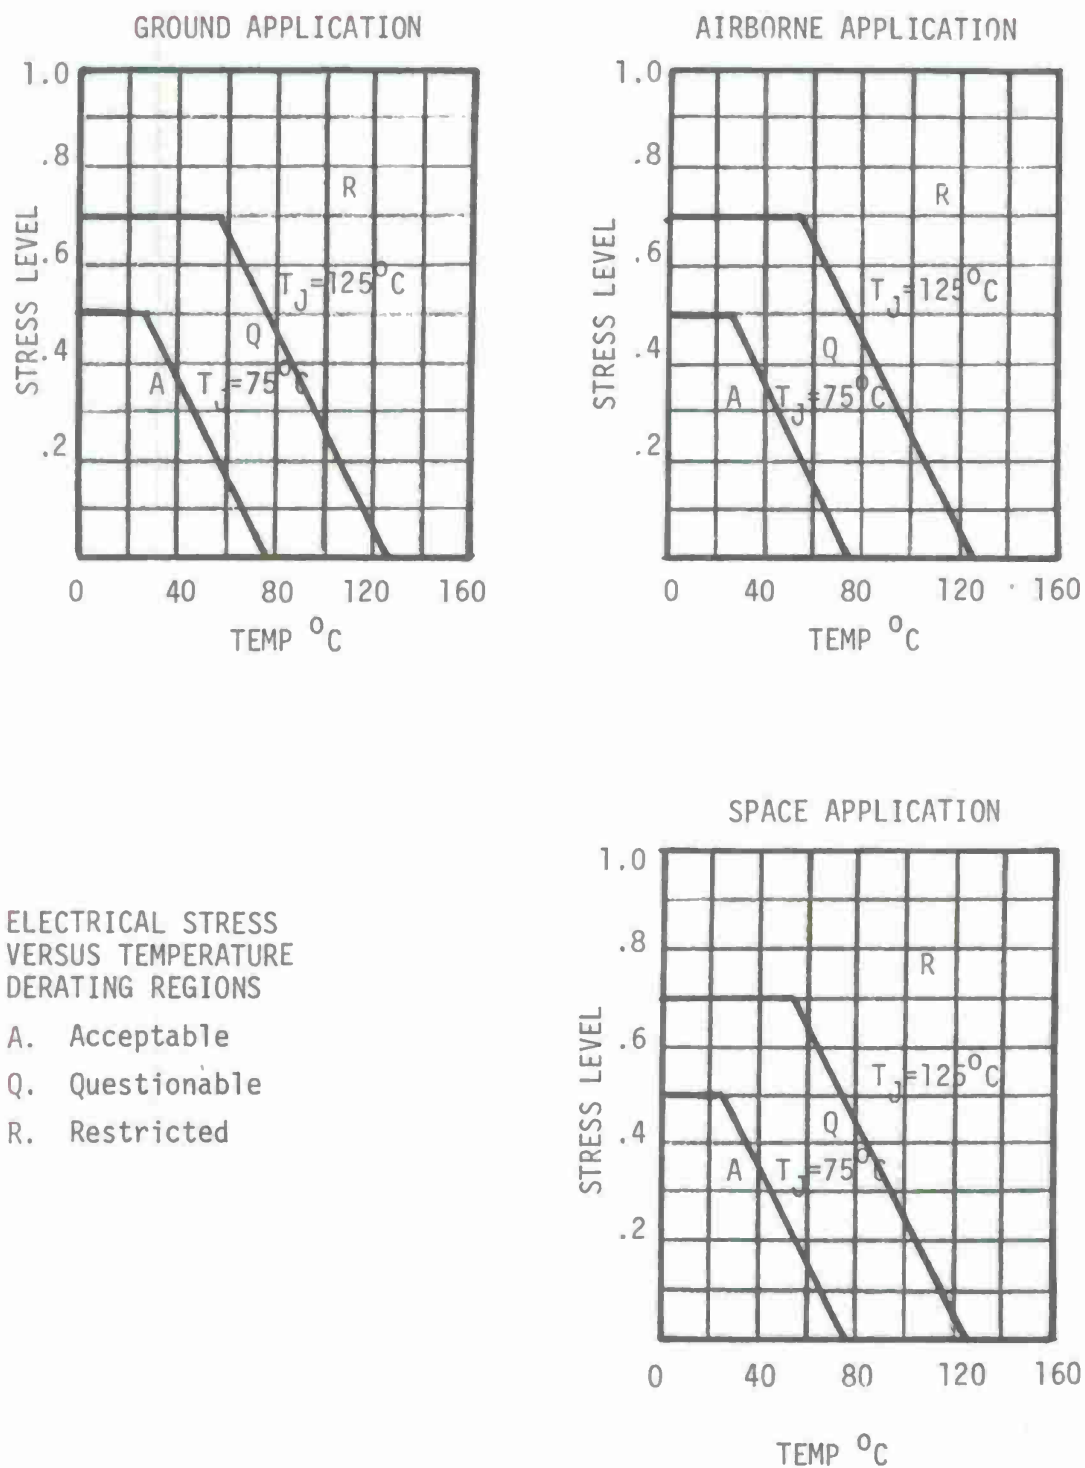 GROUND APPLICATION
1.0
.8
.6
.4
.2
STRESS LEVEL
R
T_J=125°C
Q
A T_J=75°C
0 40 80 120 160
TEMP °C
AIRBORNE APPLICATION
1.0
.8
.6
.4
.2
STRESS LEVEL
R
T_J=125°C
Q
A T_J=75°C
0 40 80 120 160
TEMP °C
ELECTRICAL STRESS
VERSUS TEMPERATURE
DERATING REGIONS
A. Acceptable
Q. Questionable
R. Restricted
SPACE APPLICATION
1.0
.8
.6
.4
.2
STRESS LEVEL
R
T_J=125°C
Q
A T_J=75°C
0 40 80 120 160
TEMP °C